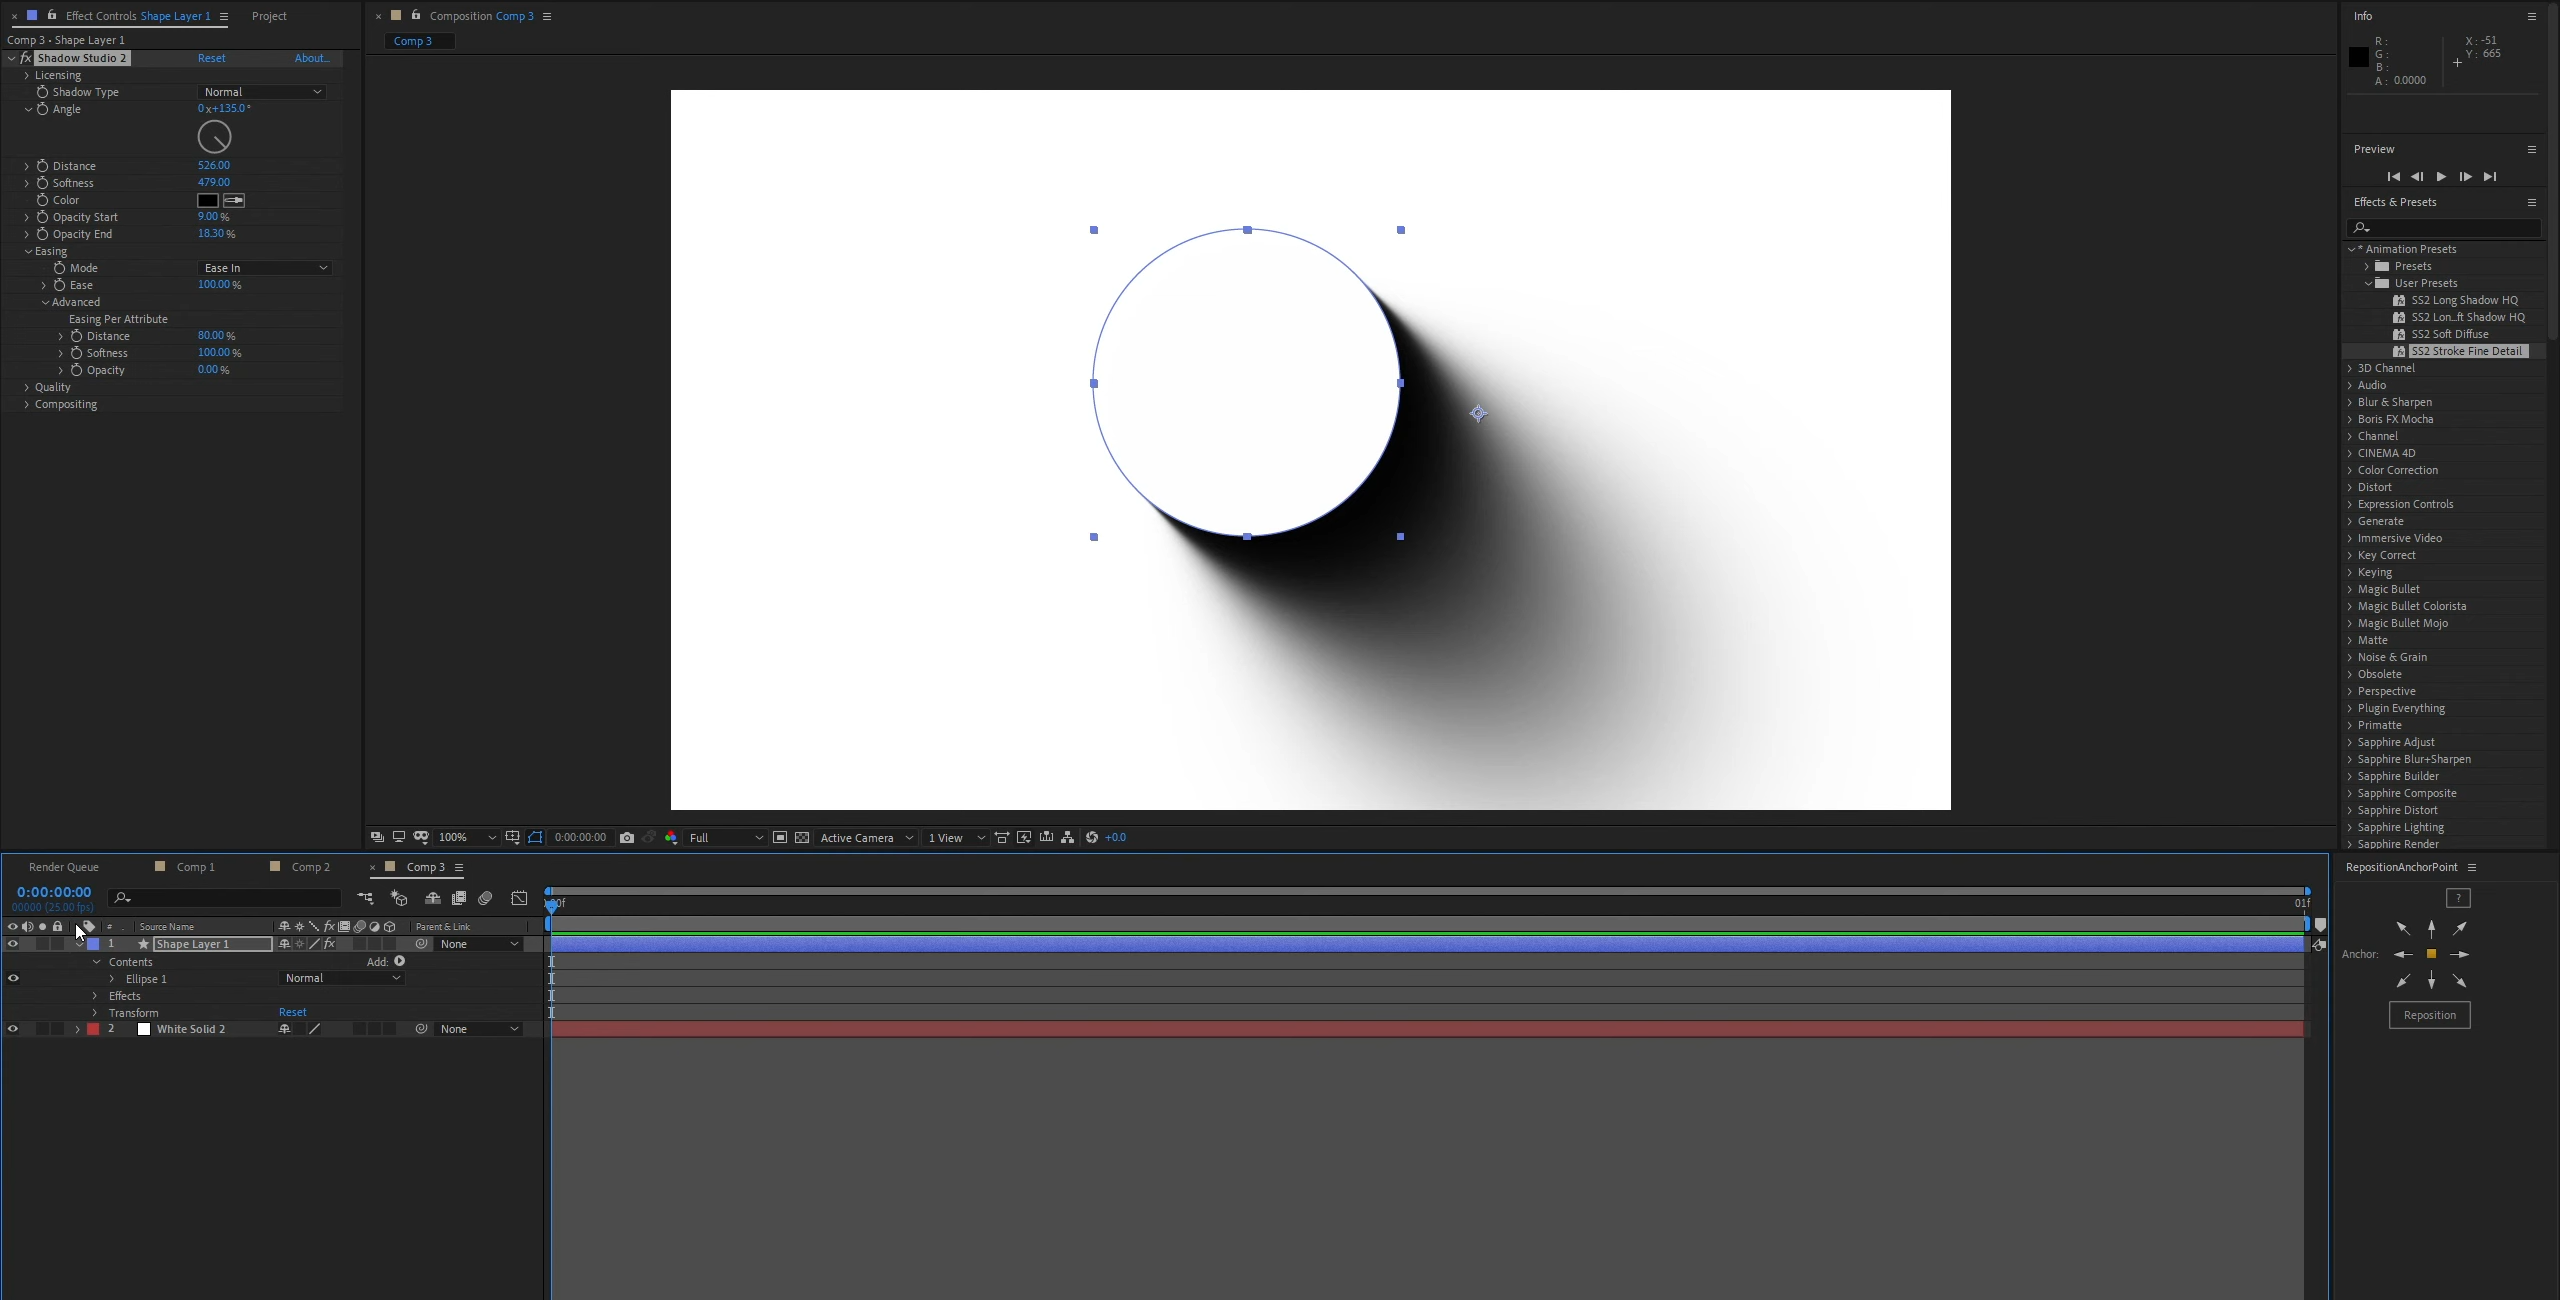 Effect Controls Shape Layer 1
Project
Comp 3 • Shape Layer 1
fx Shadow Studio 2
Reset
About...
Licensing
Shadow Type
Normal
Angle
0x+135.0°
Distance
526.00
Softness
479.00
Color
Opacity Start
9.00 %
Opacity End
18.30 %
Easing
Mode
Ease In
Ease
100.00 %
Advanced
Easing Per Attribute
Distance
80.00 %
Softness
100.00 %
Opacity
0.00 %
Quality
Compositing
Composition Comp 3
Comp 3
100%
0:00:00:00
Full
Active Camera
1 View
+0.0
Info
R :
G :
B :
A : 0.0000
X : -51
Y : 665
Preview
Effects & Presets
* Animation Presets
Presets
User Presets
SS2 Long Shadow HQ
SS2 Lon...ft Shadow HQ
SS2 Soft Diffuse
SS2 Stroke Fine Detail
3D Channel
Audio
Blur & Sharpen
Boris FX Mocha
Channel
CINEMA 4D
Color Correction
Distort
Expression Controls
Generate
Immersive Video
Key Correct
Keying
Magic Bullet
Magic Bullet Colorista
Magic Bullet Mojo
Matte
Noise & Grain
Obsolete
Perspective
Plugin Everything
Primatte
Sapphire Adjust
Sapphire Blur+Sharpen
Sapphire Builder
Sapphire Composite
Sapphire Distort
Sapphire Lighting
Sapphire Render
Render Queue
Comp 1
Comp 2
Comp 3
0:00:00:00
00000 (25.00 fps)
01f
# . Source Name
fx
Parent & Link
1 Shape Layer 1
fx
None
Contents
Add:
Ellipse 1
Normal
Effects
Transform
Reset
2 White Solid 2
None
RepositionAnchorPoint
?
Anchor:
Reposition